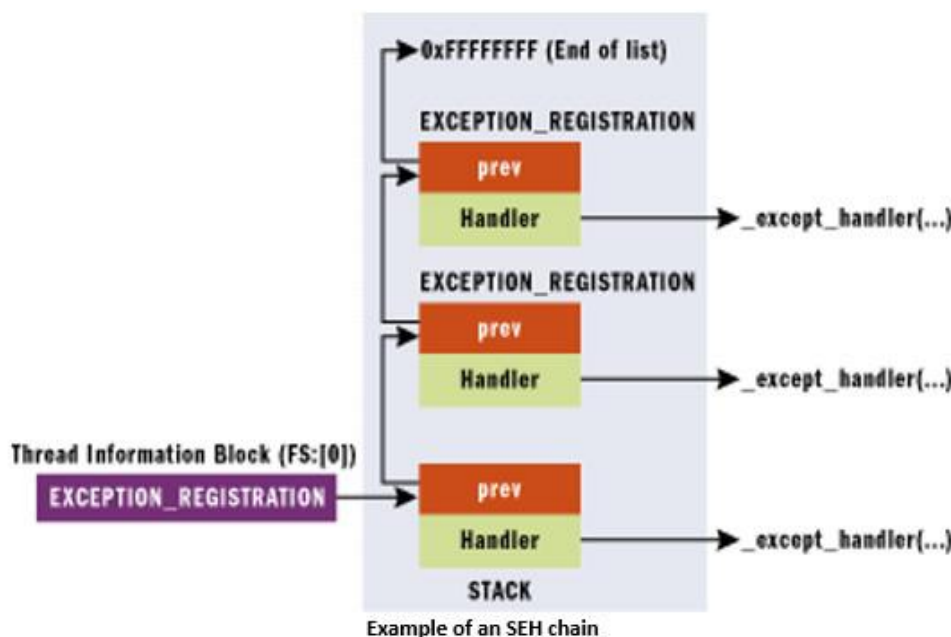 0xFFFFFFFF (End of list)
EXCEPTION_REGISTRATION
prev
Handler
_except_handler(...)
EXCEPTION_REGISTRATION
prev
Handler
_except_handler(...)
Thread Information Block (FS:[0])
EXCEPTION_REGISTRATION
prev
Handler
_except_handler(...)
STACK
Example of an SEH chain